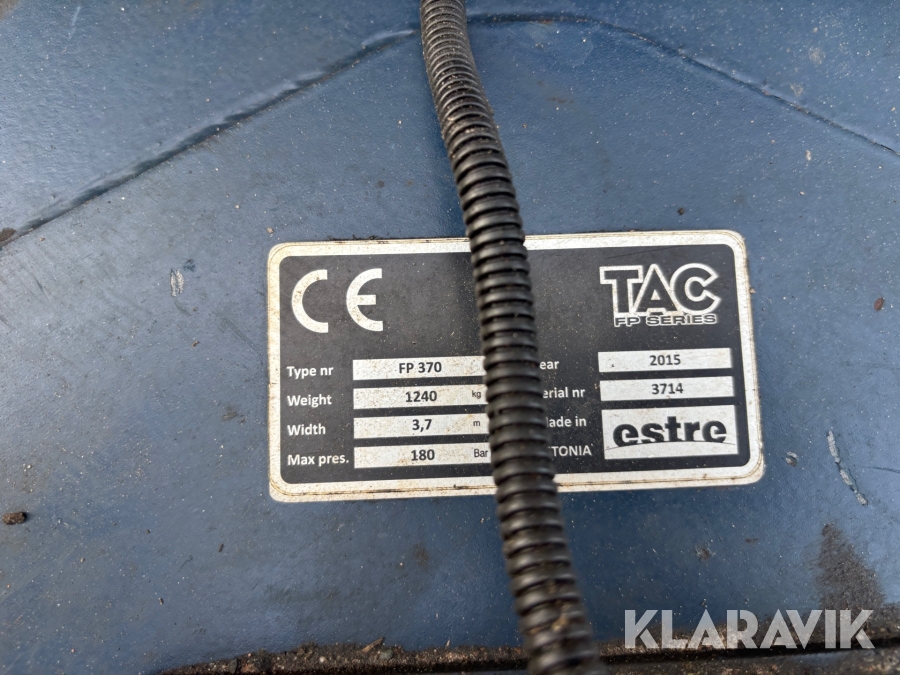 CE
TAC
FP SERIES
Type nr FP 370
Weight 1240 kg
Width 3,7 m
Max pres. 180 Bar
ear 2015
erial nr 3714
ade in estre
TONIA
KLARAVIK